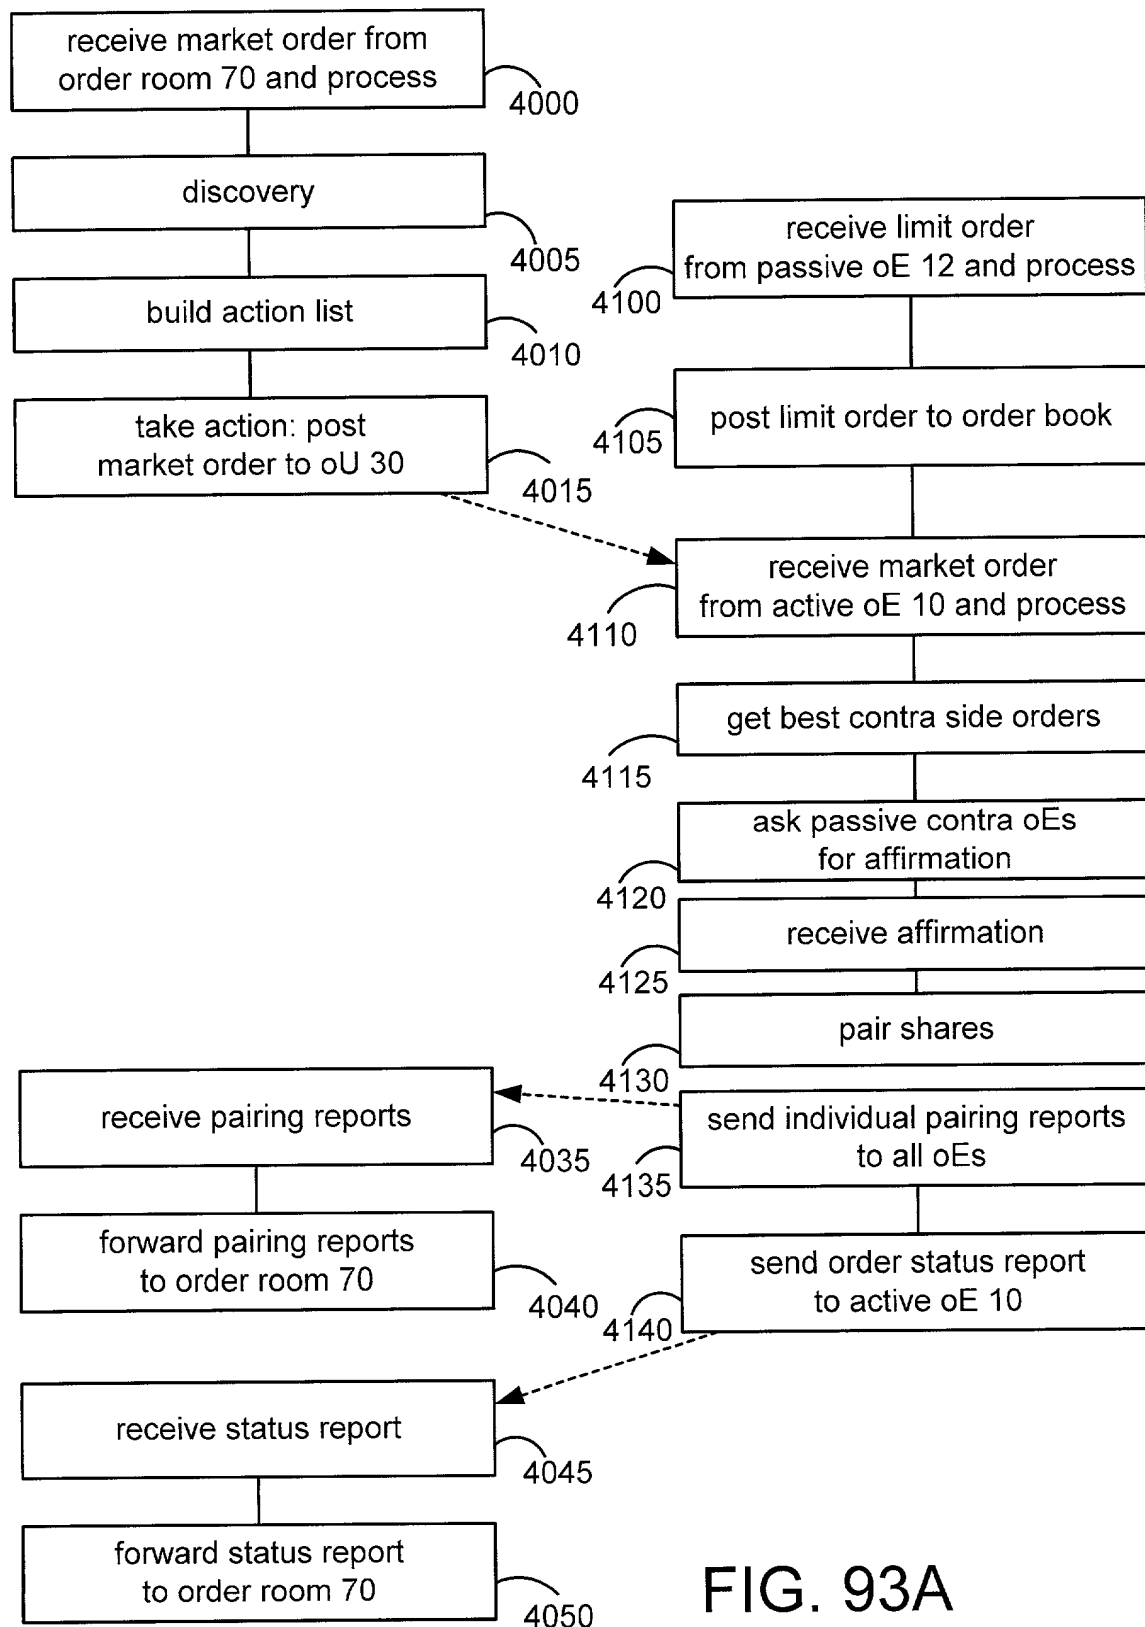 receive market order from
order room 70 and process
4000
discovery
4005
build action list
4010
take action: post
market order to oU 30
4015
receive limit order
from passive oE 12 and process
4100
post limit order to order book
4105
receive market order
from active oE 10 and process
4110
get best contra side orders
4115
ask passive contra oEs
for affirmation
4120
receive affirmation
4125
pair shares
4130
send individual pairing reports
to all oEs
4135
receive pairing reports
4035
forward pairing reports
to order room 70
4040
send order status report
to active oE 10
4140
receive status report
4045
forward status report
to order room 70
4050
FIG. 93A